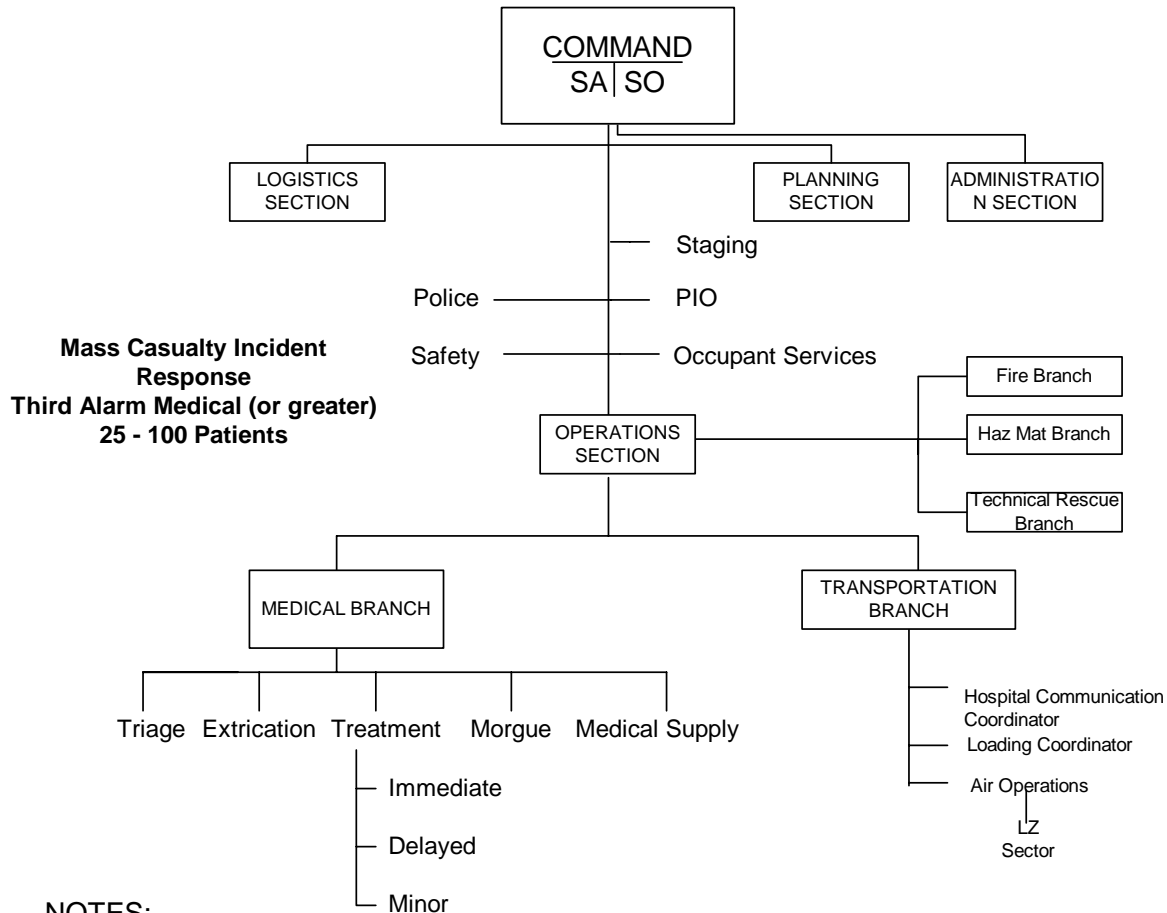 COMMAND
SA SO
LOGISTICS
SECTION
PLANNING
SECTION
ADMINISTRATIO
N SECTION
Staging
Police
PIO
Safety
Occupant Services
Mass Casualty Incident
Response
Third Alarm Medical (or greater)
25 - 100 Patients
Fire Branch
OPERATIONS
SECTION
Haz Mat Branch
Technical Rescue
Branch
MEDICAL BRANCH
TRANSPORTATION
BRANCH
Triage
Extrication
Treatment
Morgue
Medical Supply
Immediate
Delayed
Minor
Hospital Communication
Coordinator
Loading Coordinator
Air Operations
LZ
Sector
NOTES: